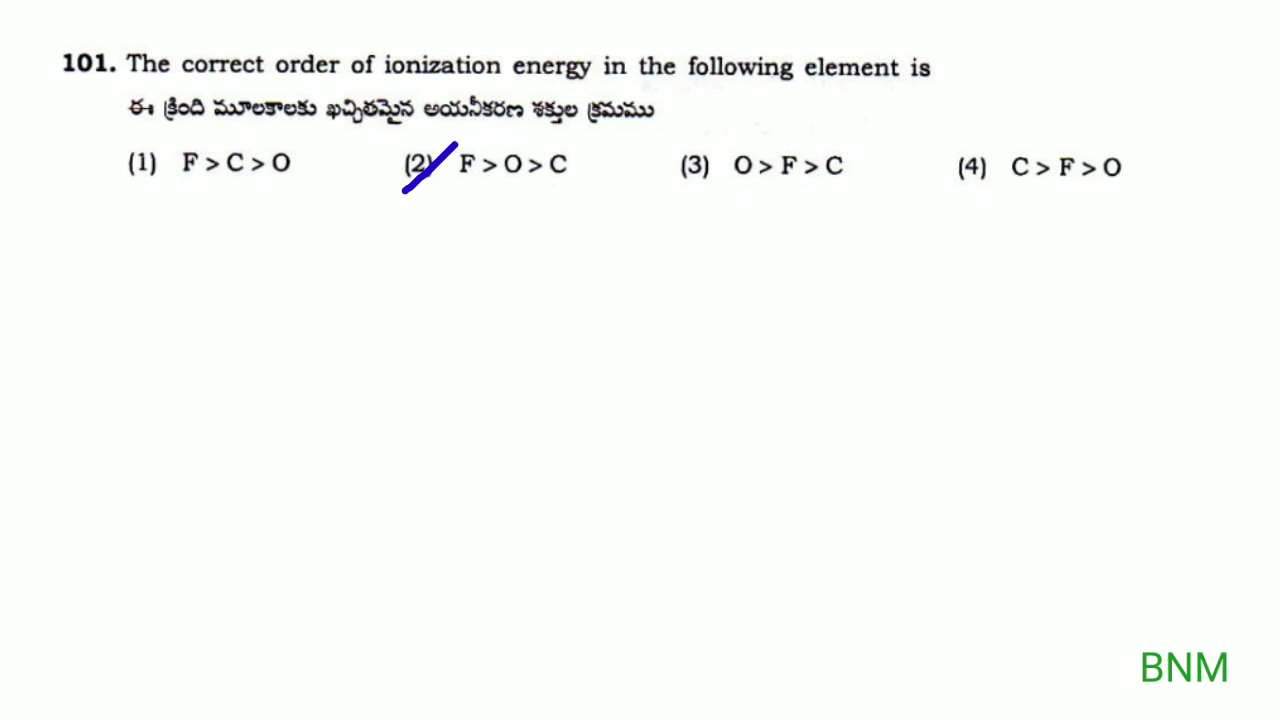 101. The correct order of ionization energy in the following element is
ఈ క్రింది మూలకాలకు ఖచ్చితమైన అయనీకరణ శక్తుల క్రమము
(1) F > C > O (2) F > O > C (3) O > F > C (4) C > F > O
BNM